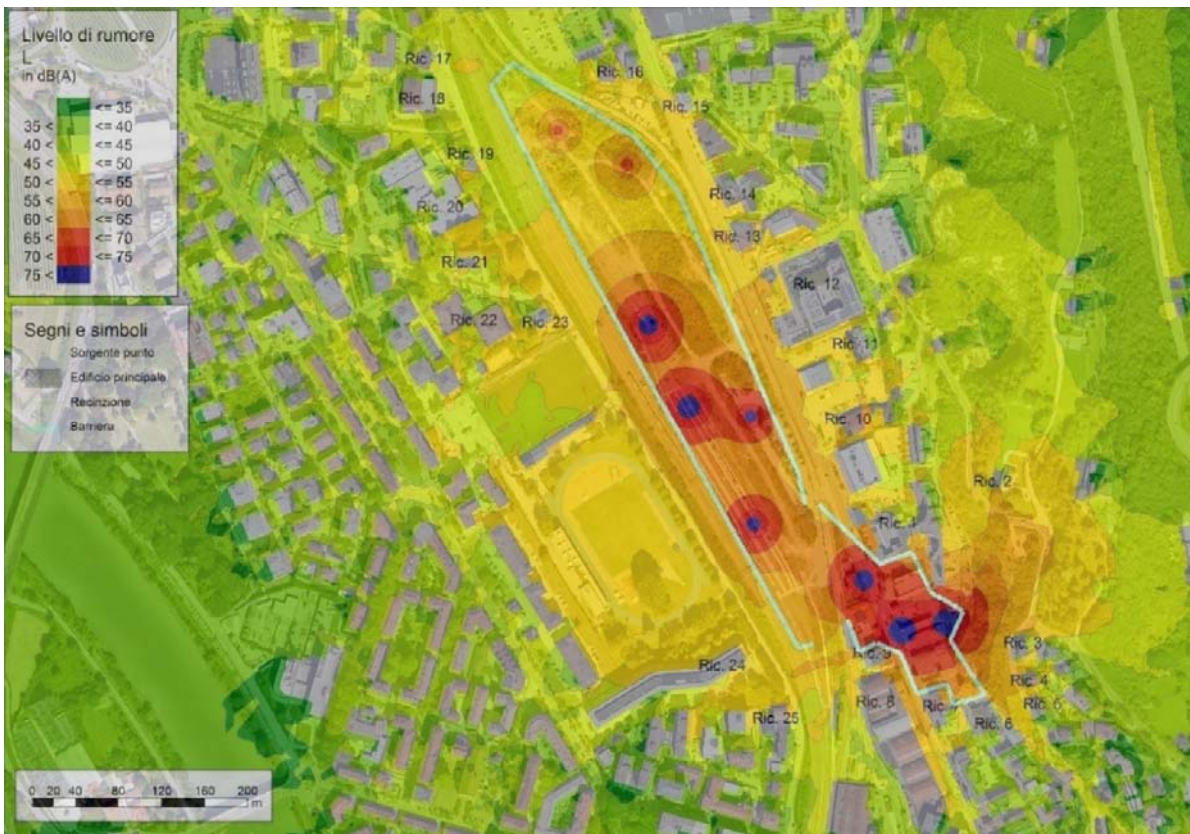 Livello di rumore
L
in dB(A)
<= 35
35 < <= 40
40 < <= 45
45 < <= 50
50 < <= 55
55 < <= 60
60 < <= 65
65 < <= 70
70 < <= 75
75 <
Segni e simboli
Sorgente punto
Edificio principale
Recinzione
Barriera
Ric. 17
Ric. 16
Ric. 18
Ric. 15
Ric. 19
Ric. 14
Ric. 20
Ric. 13
Ric. 21
Ric. 12
Ric. 22
Ric. 23
Ric. 11
Ric. 10
Ric. 2
Ric. 1
Ric. 3
Ric. 9
Ric. 24
Ric. 4
Ric. 8
Ric. 5
Ric. 7
Ric. 25
Ric. 6
0 20 40 80 120 160 200
m